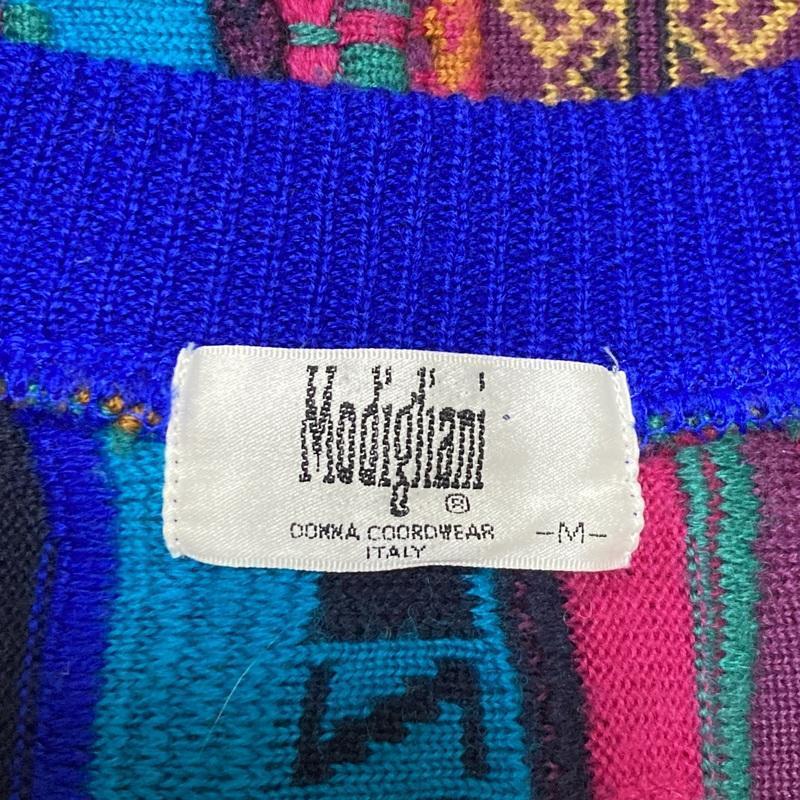 Modigliani ®
DONNA COORDWEAR -M-
ITALY